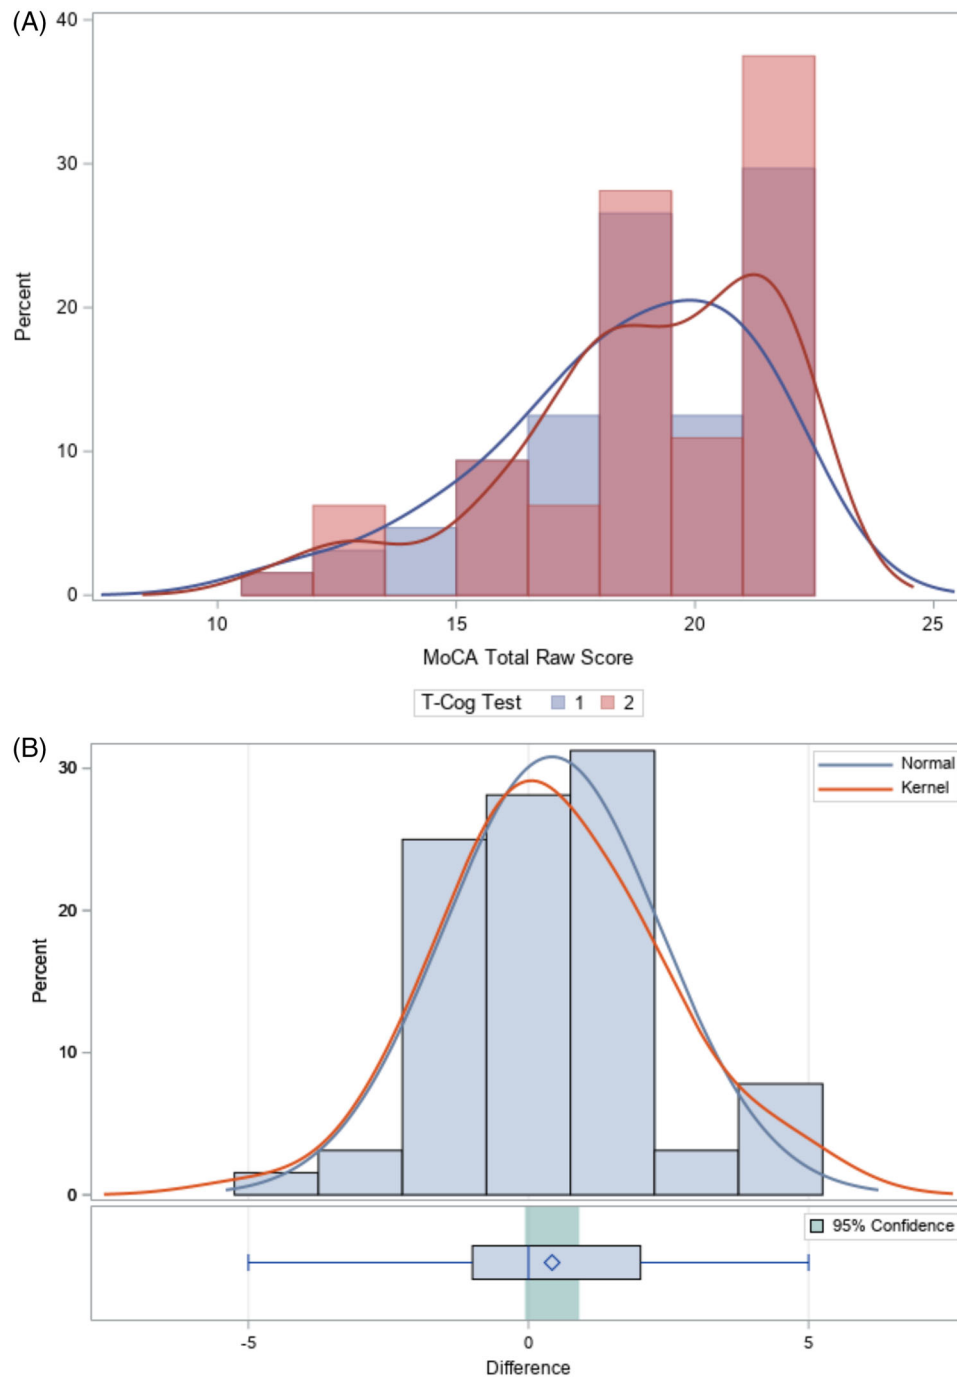 (A)
40
30
20
10
0
Percent
10 15 20 25
MoCA Total Raw Score
T-Cog Test 1 2
(B)
30
20
10
0
Percent
Normal
Kernel
95% Confidence
-5 0 5
Difference